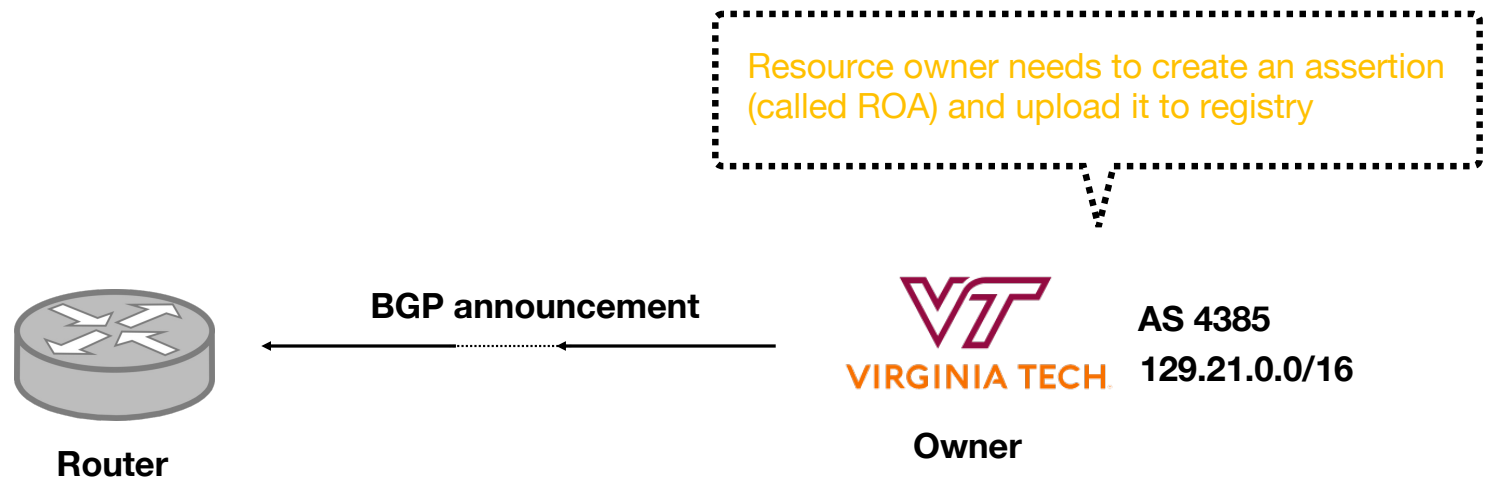 Resource owner needs to create an assertion
(called ROA) and upload it to registry
BGP announcement
VT
VIRGINIA TECH.
AS 4385
129.21.0.0/16
Owner
Router